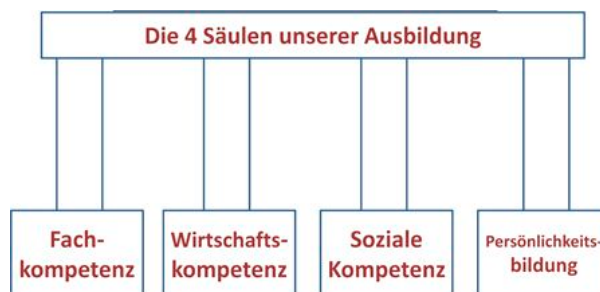 Die 4 Säulen unserer Ausbildung
Fach-
kompetenz
Wirtschafts-
kompetenz
Soziale
Kompetenz
Persönlichkeits-
bildung